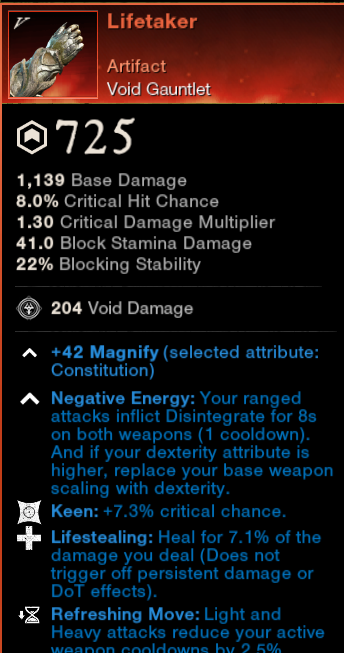 V
Lifetaker
Artifact
Void Gauntlet
725
1,139 Base Damage
8.0% Critical Hit Chance
1.30 Critical Damage Multiplier
41.0 Block Stamina Damage
22% Blocking Stability
204 Void Damage
+42 Magnify (selected attribute:
Constitution)
Negative Energy: Your ranged
attacks inflict Disintegrate for 8s
on both weapons (1 cooldown).
And if your dexterity attribute is
higher, replace your base weapon
scaling with dexterity.
Keen: +7.3% critical chance.
Lifestealing: Heal for 7.1% of the
damage you deal (Does not
trigger off persistent damage or
DoT effects).
Refreshing Move: Light and
Heavy attacks reduce your active
weapon cooldowns by 2.5%